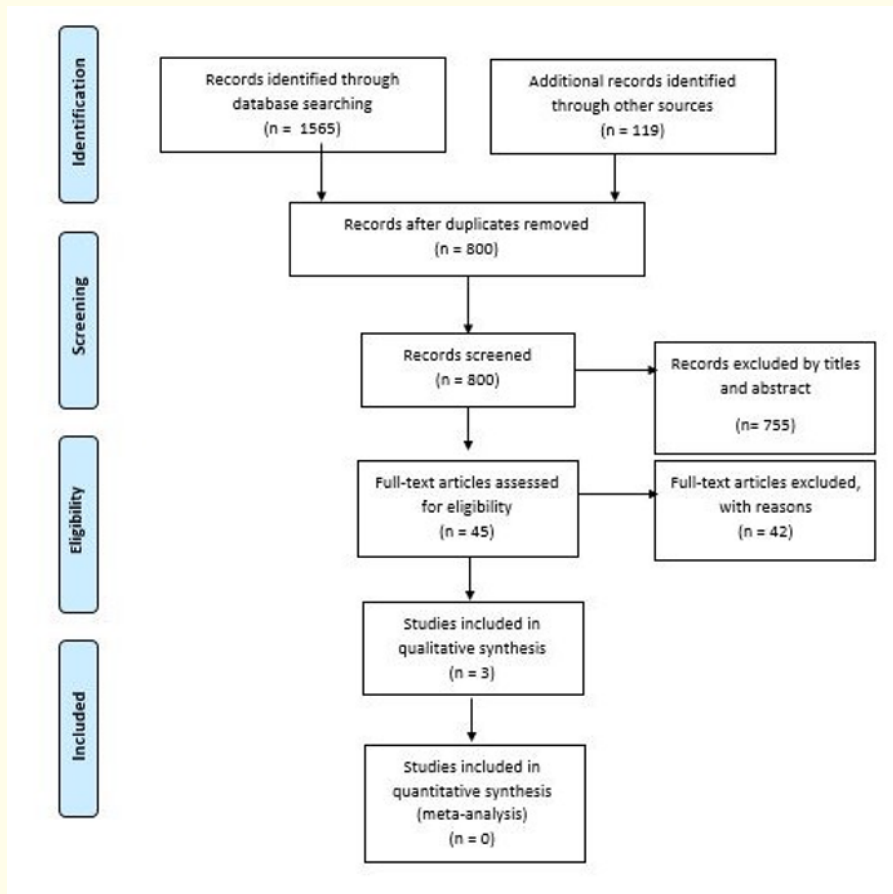 Identification
Records identified through
database searching
(n = 1565)
Additional records identified
through other sources
(n = 119)
Records after duplicates removed
(n = 800)
Screening
Records screened
(n = 800)
Records excluded by titles
and abstract
(n= 755)
Eligibility
Full-text articles assessed
for eligibility
(n = 45)
Full-text articles excluded,
with reasons
(n = 42)
Included
Studies included in
qualitative synthesis
(n = 3)
Studies included in
quantitative synthesis
(meta-analysis)
(n = 0)